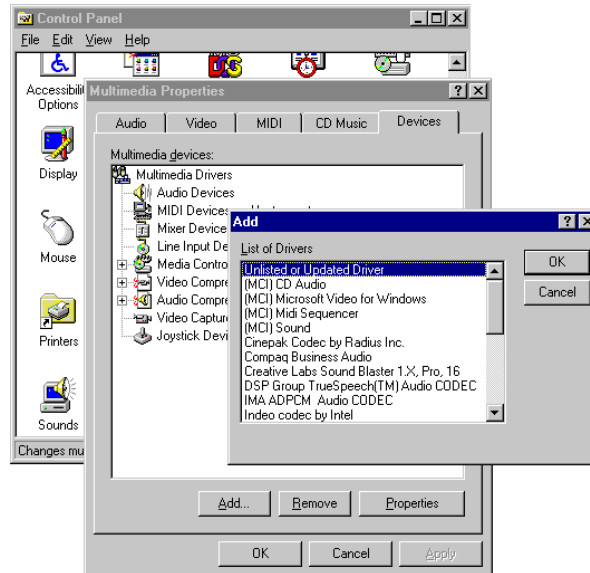 Control Panel
File Edit View Help
Accessibili
Options
Display
Mouse
Printers
Sounds
Changes mu
Multimedia Properties
Audio Video MIDI CD Music Devices
Multimedia devices:
Multimedia Drivers
Audio Devices
MIDI Devices
Mixer Device
Line Input De
Media Contro
Video Compre
Audio Compre
Video Captur
Joystick Devi
Add... Remove Properties
OK Cancel Apply
Add
List of Drivers
Unlisted or Updated Driver
(MCI) CD Audio
(MCI) Microsoft Video for Windows
(MCI) Midi Sequencer
(MCI) Sound
Cinepak Codec by Radius Inc.
Compaq Business Audio
Creative Labs Sound Blaster 1.X, Pro, 16
DSP Group TrueSpeech(TM) Audio CODEC
IMA ADPCM Audio CODEC
Indeo codec by Intel
OK
Cancel